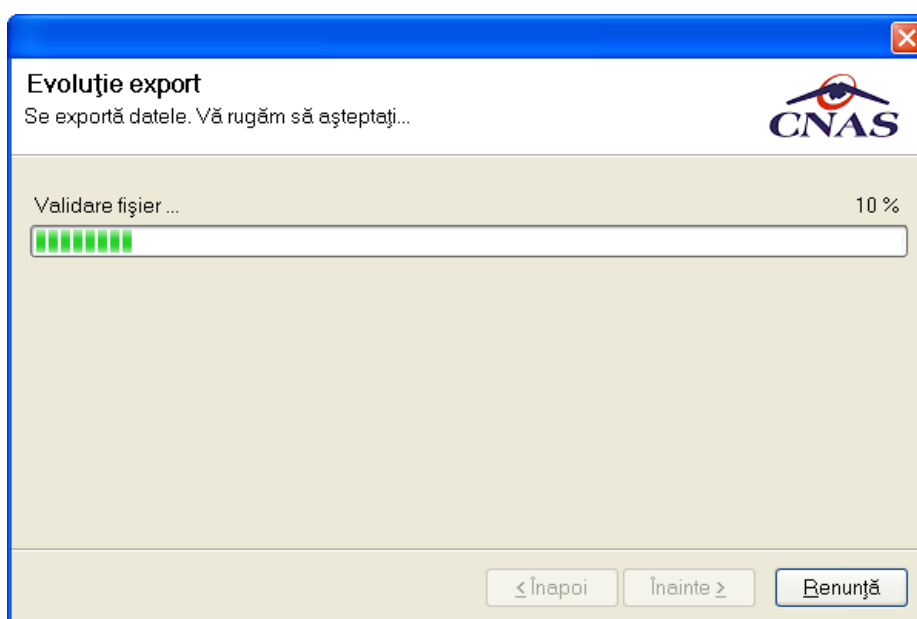 Evoluţie export
Se exportă datele. Vă rugăm să aşteptaţi...
CNAS
Validare fişier ... 10 %
< Înapoi Înainte > Renunţă